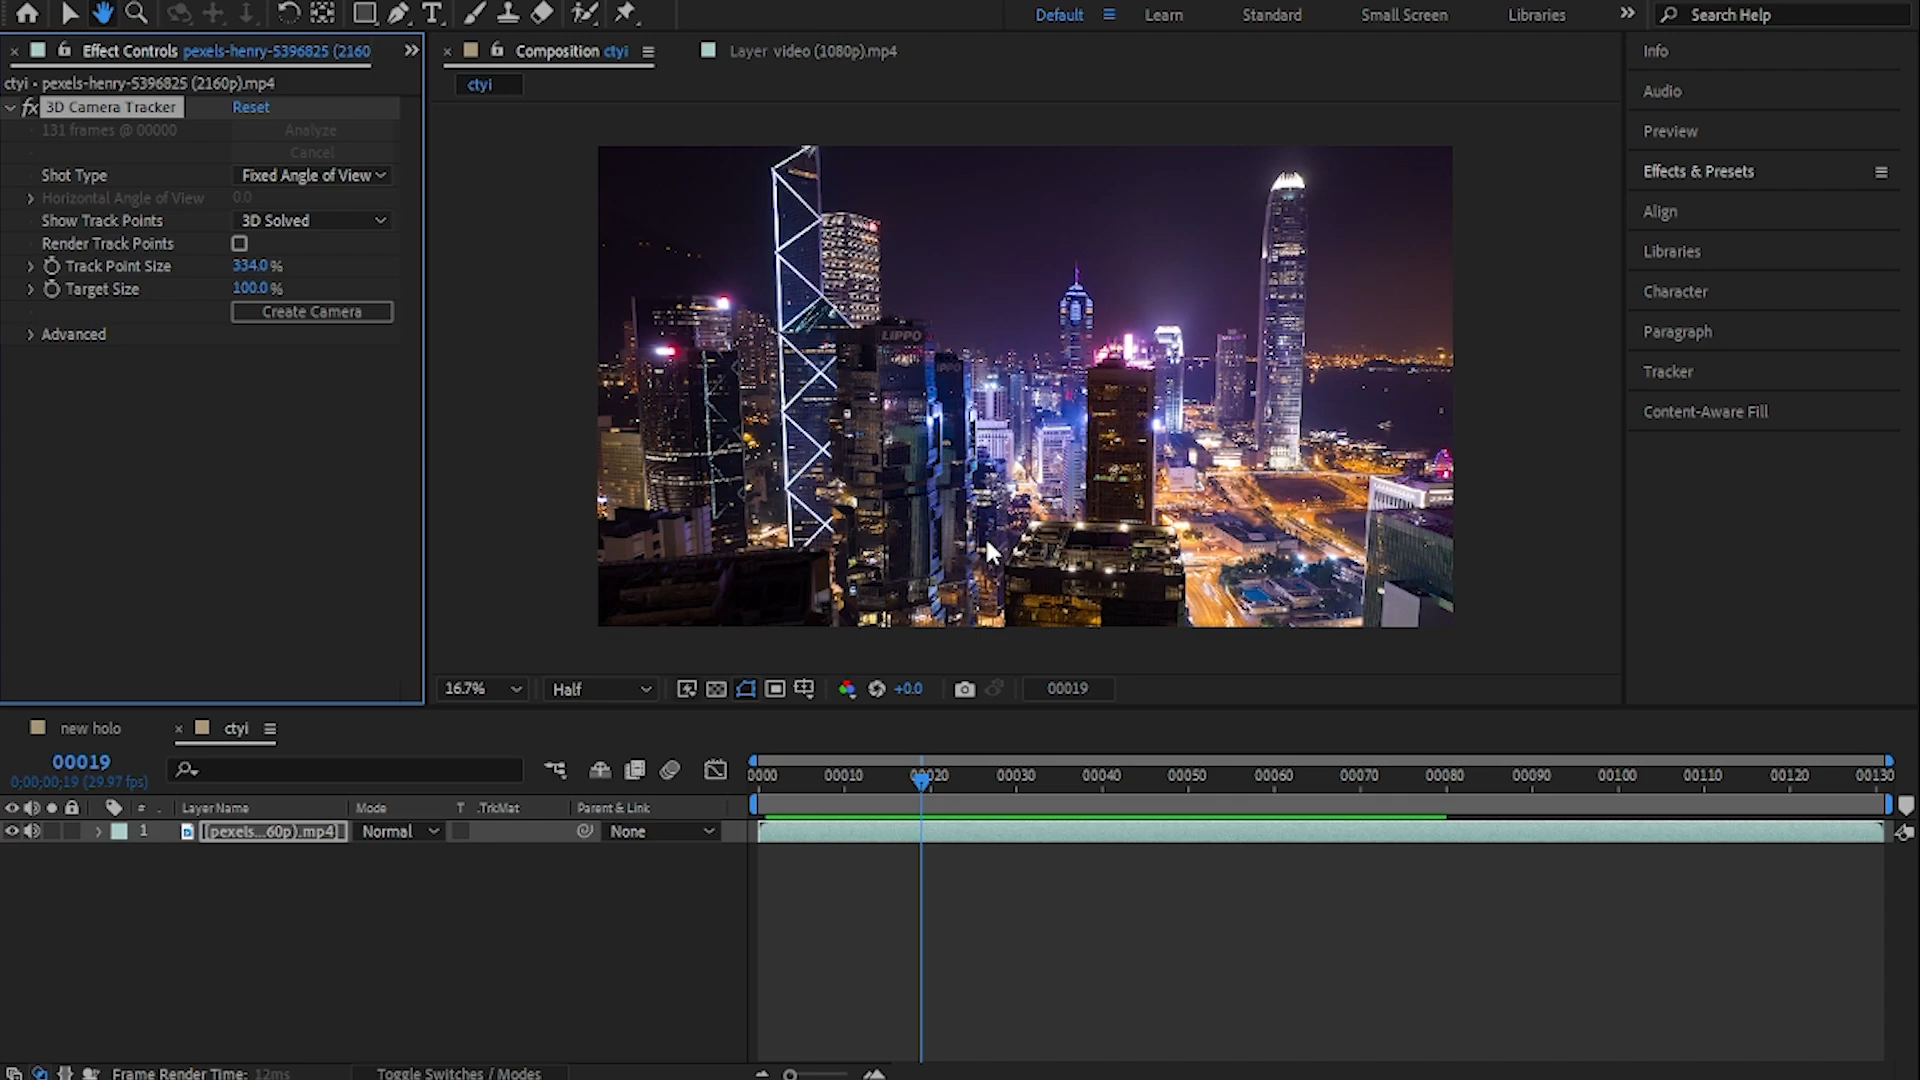 Default
Learn
Standard
Small Screen
Libraries
Search Help
× Effect Controls pexels-henry-5396825 (2160
× Composition ctyi
Layer video (1080p).mp4
ctyi
ctyi • pexels-henry-5396825 (2160p).mp4
fx 3D Camera Tracker Reset
131 frames @ 00000 Analyze
Cancel
Shot Type Fixed Angle of View
Horizontal Angle of View 0.0
Show Track Points 3D Solved
Render Track Points
Track Point Size 334.0 %
Target Size 100.0 %
Create Camera
Advanced
LIPPO
Info
Audio
Preview
Effects & Presets
Align
Libraries
Character
Paragraph
Tracker
Content-Aware Fill
16.7% Half +0.0 00019
new holo × ctyi
00019
0;00;00;19 (29.97 fps)
0000 00010 00020 00030 00040 00050 00060 00070 00080 00090 00100 00110 00120 00130
# Layer Name Mode T .TrkMat Parent & Link
1 [pexels...60p).mp4] Normal None
Frame Render Time: 12ms Toggle Switches / Modes